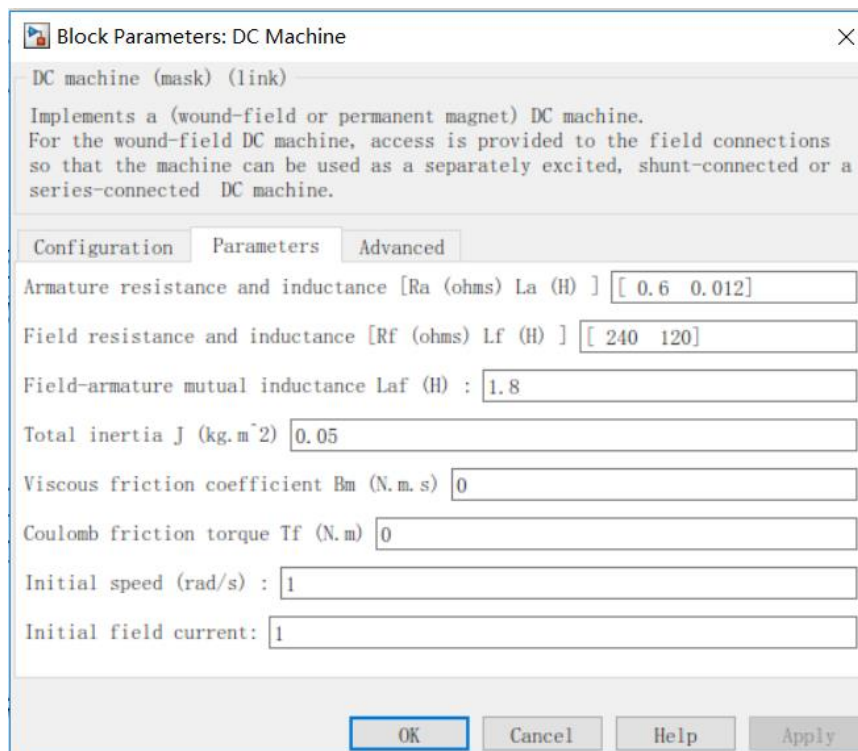 Block Parameters: DC Machine
DC machine (mask) (link)
Implements a (wound-field or permanent magnet) DC machine.
For the wound-field DC machine, access is provided to the field connections
so that the machine can be used as a separately excited, shunt-connected or a
series-connected DC machine.
Configuration Parameters Advanced
Armature resistance and inductance [Ra (ohms) La (H) ] [ 0.6 0.012]
Field resistance and inductance [Rf (ohms) Lf (H) ] [ 240 120]
Field-armature mutual inductance Laf (H) : 1.8
Total inertia J (kg.m^2) 0.05
Viscous friction coefficient Bm (N.m.s) 0
Coulomb friction torque Tf (N.m) 0
Initial speed (rad/s) : 1
Initial field current: 1
OK Cancel Help Apply